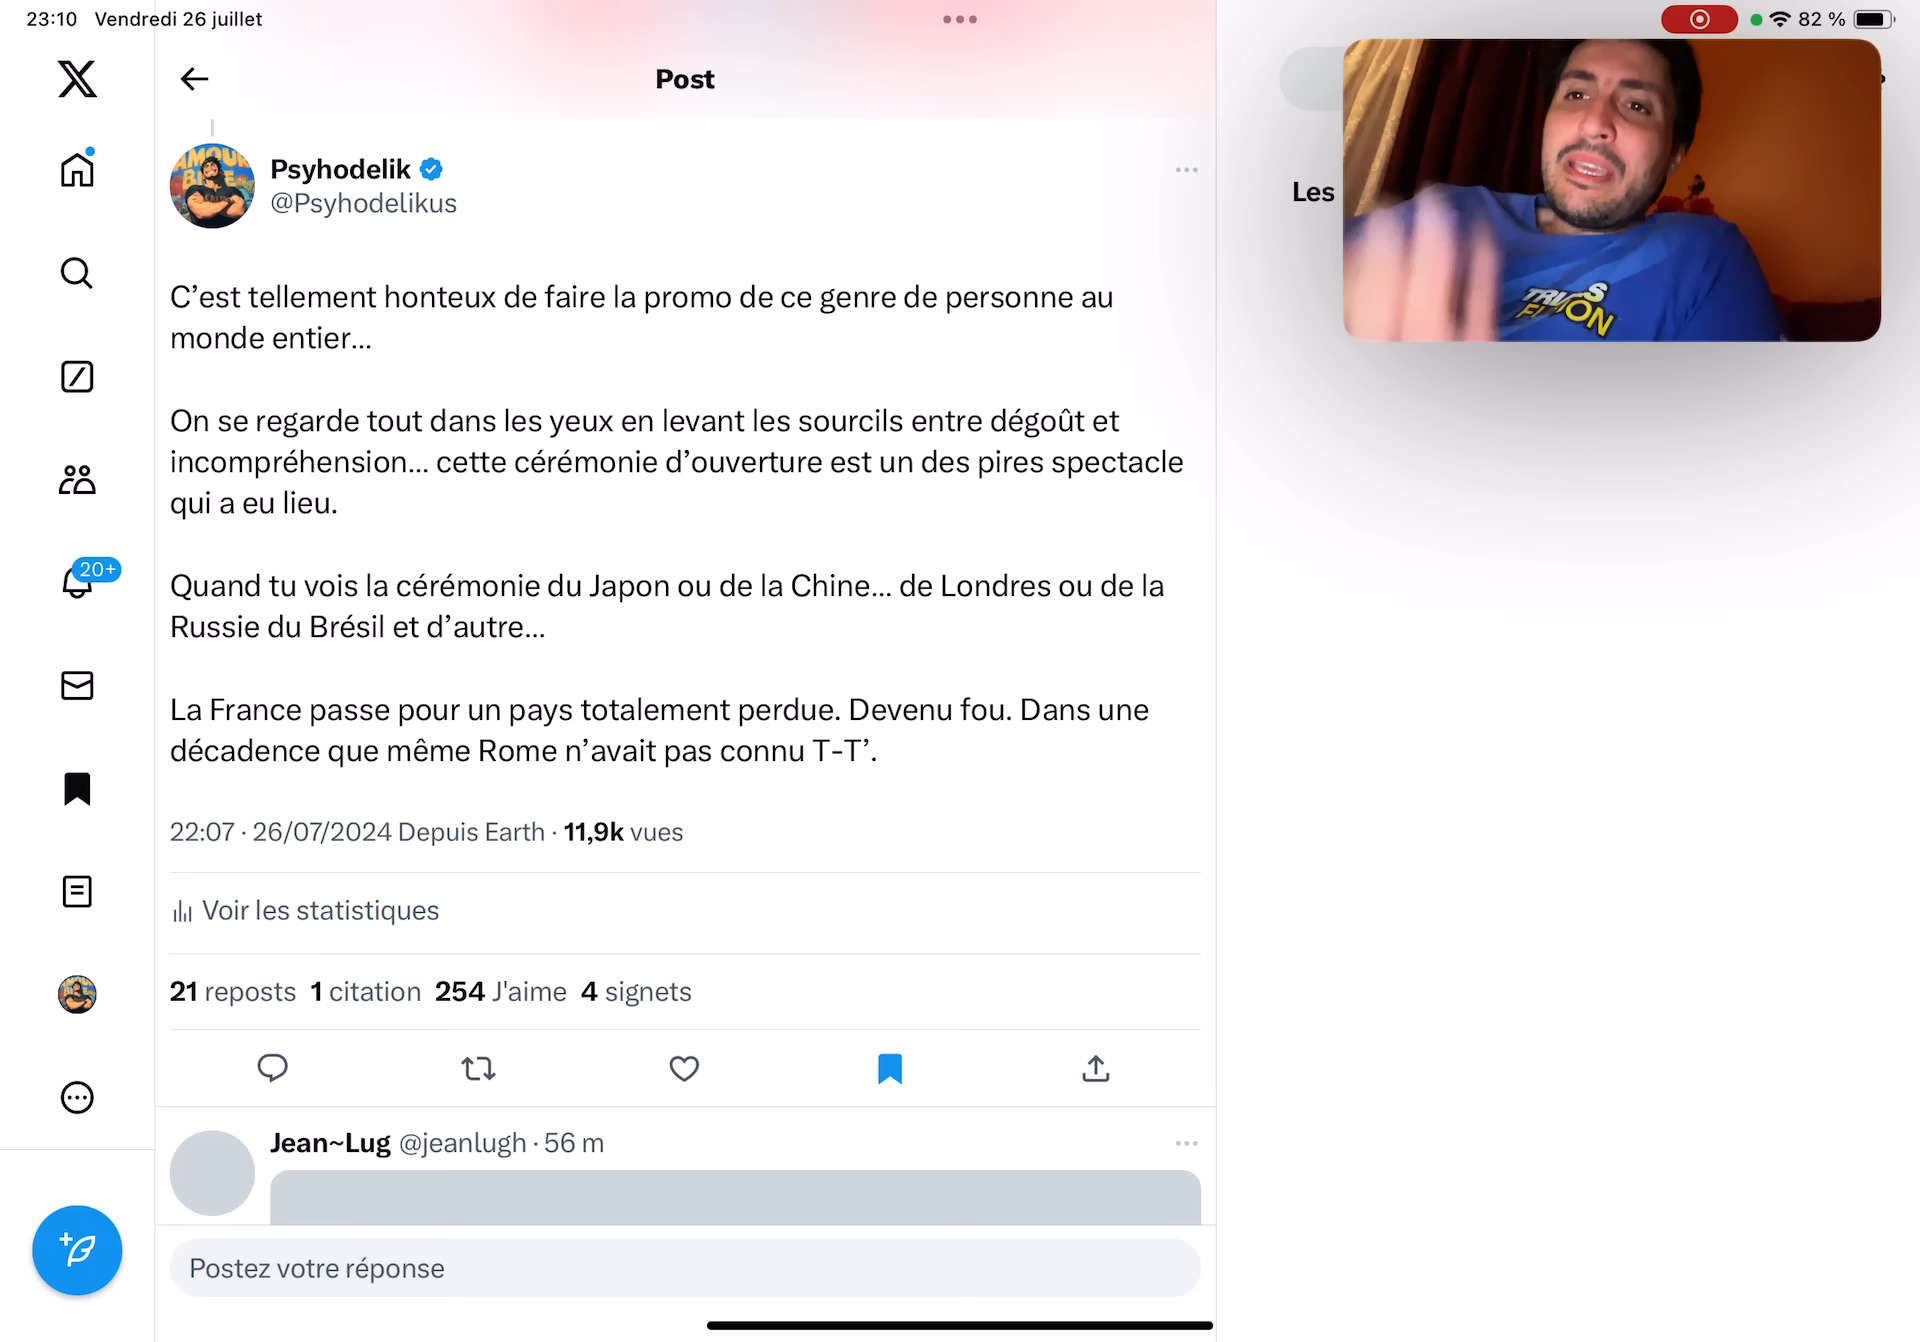 23:10 Vendredi 26 juillet
82 %
Post
Psyhodelik
@Psyhodelikus
Les
C’est tellement honteux de faire la promo de ce genre de personne au
monde entier...
On se regarde tout dans les yeux en levant les sourcils entre dégoût et
incompréhension... cette cérémonie d’ouverture est un des pires spectacle
qui a eu lieu.
Quand tu vois la cérémonie du Japon ou de la Chine... de Londres ou de la
Russie du Brésil et d’autre...
20+
La France passe pour un pays totalement perdue. Devenu fou. Dans une
décadence que même Rome n’avait pas connu T-T’.
22:07 · 26/07/2024 Depuis Earth · 11,9k vues
Voir les statistiques
21 reposts 1 citation 254 J'aime 4 signets
Jean~Lug @jeanlugh · 56 m
Postez votre réponse